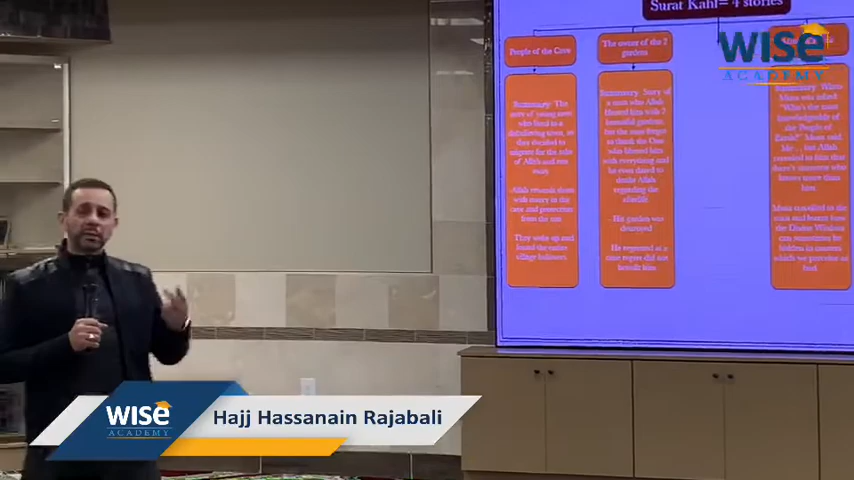 Surat Kahf= 4 stories
WISE
ACADEMY
People of the Cave
The owner of the 2
gardens
Summary: The
story of young men
who lived in a
disbelieving town, so
they decided to
migrate for the sake
of Allah and ran
away.
Allah rewards them
with mercy in the
cave and protection
from the sun
They woke up and
found the entire
village believers.
Summary: Story of
a man who Allah
blessed him with 2
beautiful gardens,
but the man forgot
to thank the One
who blessed him
with everything and
he even dared to
doubt Allah
regarding the
afterlife.
His garden was
destroyed
He regretted it a
near regret did not
benefit him
Summary: When
Musa was asked
"Who's the most
knowledgeable of
the People of
Earth?" Musa said
Me... but Allah
revealed to him that
there's someone who
knows more than
him.
Musa travelled to the
man and learnt how
the Divine Wisdom
can sometimes be
hidden in matters
which we perceive as
bad.
WISE
ACADEMY
Hajj Hassanain Rajabali